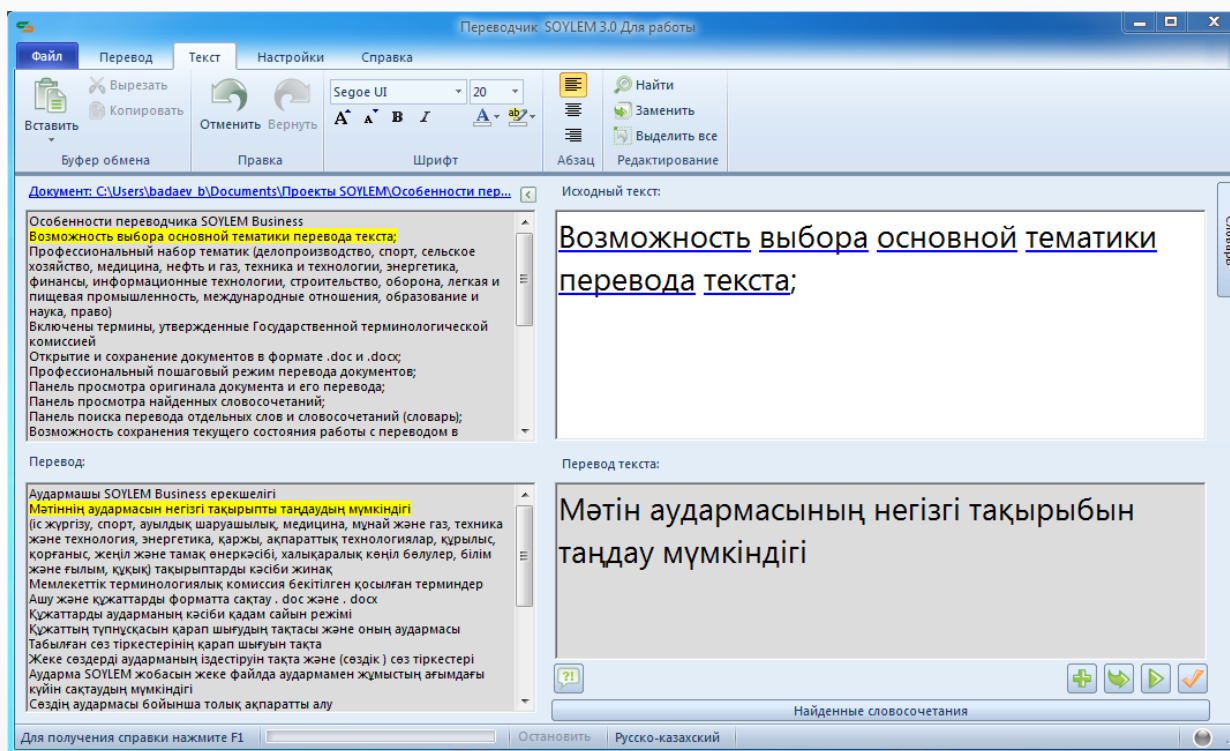 Переводчик SOYLEM 3.0 Для работы
Файл Перевод Текст Настройки Справка
Вставить
Вырезать
Копировать
Буфер обмена
Отменить Вернуть
Правка
Segoe UI 20
A A B I A ab
Шрифт
Абзац
Найти
Заменить
Выделить все
Редактирование
Документ: C:\Users\badaev_b\Documents\Проекты SOYLEM\Особенности пер...
Особенности переводчика SOYLEM Business
Возможность выбора основной тематики перевода текста;
Профессиональный набор тематик (делопроизводство, спорт, сельское
хозяйство, медицина, нефть и газ, техника и технологии, энергетика,
финансы, информационные технологии, строительство, оборона, легкая и
пищевая промышленность, международные отношения, образование и
наука, право)
Включены термины, утвержденные Государственной терминологической
комиссией
Открытие и сохранение документов в формате .doc и .docx;
Профессиональный пошаговый режим перевода документов;
Панель просмотра оригинала документа и его перевода;
Панель просмотра найденных словосочетаний;
Панель поиска перевода отдельных слов и словосочетаний (словарь);
Возможность сохранения текущего состояния работы с переводом в
Исходный текст:
Возможность выбора основной тематики
перевода текста;
Словарь
Перевод:
Аудармашы SOYLEM Business ерекшелігі
Мәтіннің аудармасын негізгі тақырыпты таңдаудың мүмкіндігі
(іс жүргізу, спорт, ауылдық шаруашылық, медицина, мұнай және газ, техника
және технология, энергетика, қаржы, ақпараттық технологиялар, құрылыс,
қорғаныс, жеңіл және тамақ өнеркәсібі, халықаралық көңіл бөлулер, білім
және ғылым, құқық) тақырыптарды кәсіби жинақ
Мемлекеттік терминологиялық комиссия бекітілген қосылған терминдер
Ашу және құжаттарды форматта сақтау . doc және . docx
Құжаттарды аударманың кәсіби қадам сайын режімі
Құжаттың түпнұсқасын қарап шығудың тақтасы және оның аудармасы
Табылған сөз тіркестерінің қарап шығуын тақта
Жеке сөздерді аударманың іздестіруін тақта және (сөздік ) сөз тіркестері
Аударма SOYLEM жобасын жеке файлда аудармамен жұмыстың ағымдағы
күйін сақтаудың мүмкіндігі
Сөздің аудармасы бойынша толық ақпаратты алу
Перевод текста:
Мәтін аудармасының негізгі тақырыбын
таңдау мүмкіндігі
?!
Найденные словосочетания
Для получения справки нажмите F1 Остановить Русско-казахский